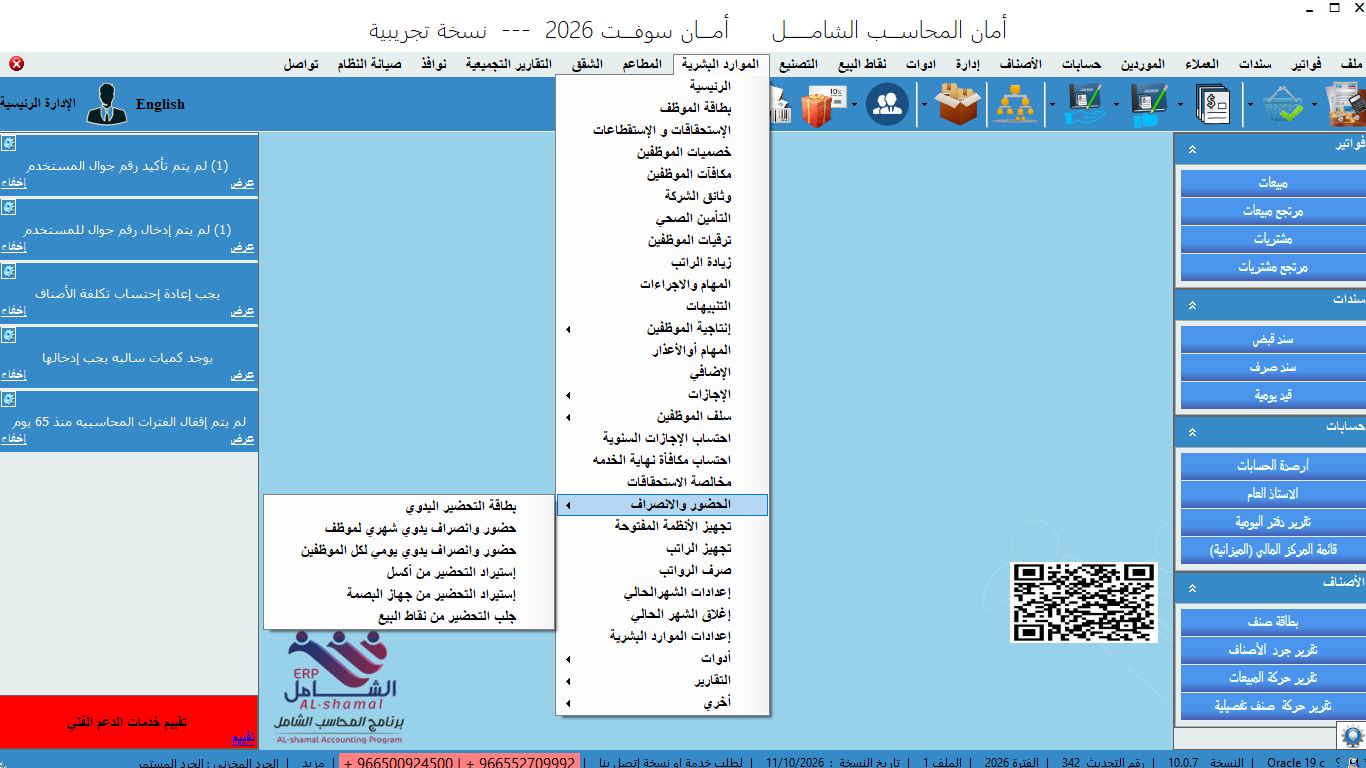 أمان المحاسب الشامل أمان سوفت 2026 --- نسخة تجريبية
ملف فواتير سندات العملاء الموردين حسابات الأصناف إدارة ادوات نقاط البيع التصنيع الموارد البشرية المطاعم الشقق التقارير التجميعية نوافذ صيانة النظام تواصل
English
الإدارة الرئيسية
10%
فواتير
مبيعات
مرتجع مبيعات
مشتريات
مرتجع مشتريات
سندات
سند قبض
سند صرف
قيد يومية
حسابات
أرصدة الحسابات
الاستاذ العام
تقرير دفتر اليومية
قائمة المركز المالي (الميزانية)
الأصناف
بطاقة صنف
تقرير جرد الأصناف
تقرير حركة المبيعات
تقرير حركة صنف تفصيلية
الرئيسية
بطاقة الموظف
الإستحقاقات و الإستقطاعات
خصميات الموظفين
مكافآت الموظفين
وثائق الشركة
التأمين الصحي
ترقيات الموظفين
زيادة الراتب
المهام والاجراءات
التنبيهات
إنتاجية الموظفين
المهام أوالأعذار
الإضافي
الإجازات
سلف الموظفين
احتساب الإجازات السنوية
احتساب مكافأة نهاية الخدمه
مخالصة الاستحقاقات
الحضور والانصراف
تجهيز الأنظمة المفتوحة
تجهيز الراتب
صرف الرواتب
إعدادات الشهرالحالي
إغلاق الشهر الحالي
إعدادات الموارد البشرية
أدوات
التقارير
أخري
بطاقة التحضير اليدوي
حضور وانصراف يدوي شهري لموظف
حضور وانصراف يدوي يومي لكل الموظفين
إستيراد التحضير من أكسل
إستيراد التحضير من جهاز البصمة
جلب التحضير من نقاط البيع
(1) لم يتم تأكيد رقم جوال المستخدم
عرض إخفاء
(1) لم يتم إدخال رقم جوال للمستخدم
عرض إخفاء
يجب إعادة إحتساب تكلفة الأصناف
عرض إخفاء
يوجد كميات سالبه يجب إدخالها
عرض إخفاء
لم يتم إقفال الفترات المحاسبيه منذ 65 يوم
عرض إخفاء
ERP
الشامل
AL-shamal
برنامج المحاسب الشامل
AL-shamal Accounting Program
تقييم خدمات الدعم الفني
تقييم
؟ Oracle 19 c | النسخة 10.0.7 | رقم التحديث 342 | الفترة 2026 | الملف 1 | تاريخ النسخة : 11/10/2026 | لطلب خدمة او نسخة إتصل بنا | + 966500924500 | + 966552709992 | مزيد | الجرد المخزني : الجرد المستمر